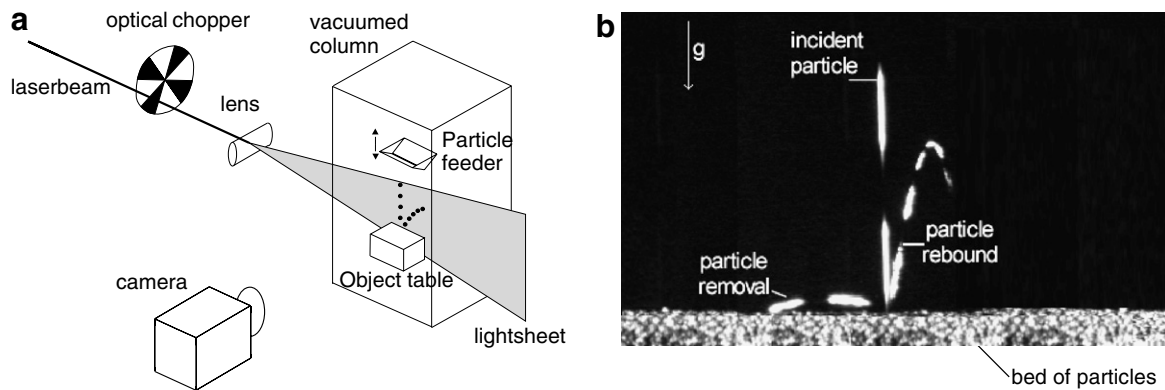 a
optical chopper
laserbeam
lens
vacuumed
column
Particle
feeder
Object table
camera
lightsheet
b
g
incident
particle
particle
rebound
particle
removal
bed of particles